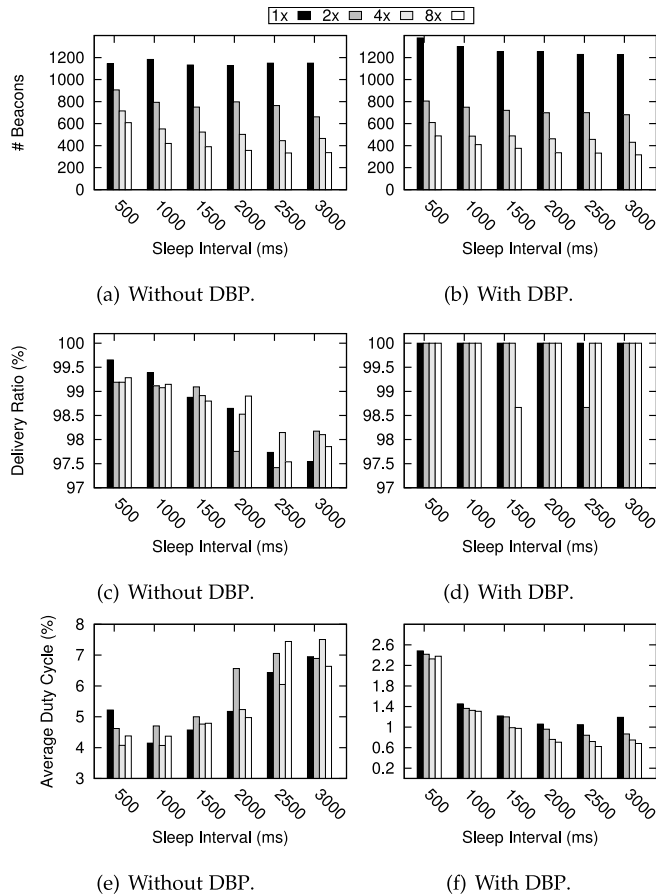 1x 2x 4x 8x
# Beacons
1200
1000
800
600
400
200
0
500 1000 1500 2000 2500 3000
Sleep Interval (ms)
(a) Without DBP.
1200
1000
800
600
400
200
0
500 1000 1500 2000 2500 3000
Sleep Interval (ms)
(b) With DBP.
Delivery Ratio (%)
100
99.5
99
98.5
98
97.5
97
500 1000 1500 2000 2500 3000
Sleep Interval (ms)
(c) Without DBP.
100
99.5
99
98.5
98
97.5
97
500 1000 1500 2000 2500 3000
Sleep Interval (ms)
(d) With DBP.
Average Duty Cycle (%)
8
7
6
5
4
3
500 1000 1500 2000 2500 3000
Sleep Interval (ms)
(e) Without DBP.
2.6
2.2
1.8
1.4
1
0.6
0.2
500 1000 1500 2000 2500 3000
Sleep Interval (ms)
(f) With DBP.